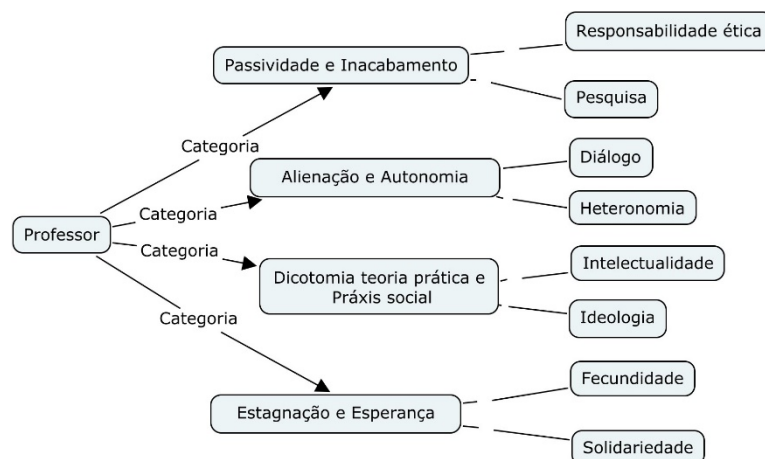 Responsabilidade ética
Passividade e Inacabamento
Pesquisa
Categoria
Diálogo
Alienação e Autonomia
Categoria
Heteronomia
Professor
Categoria
Intelectualidade
Dicotomia teoria prática e
Práxis social
Categoria
Ideologia
Fecundidade
Estagnação e Esperança
Solidariedade